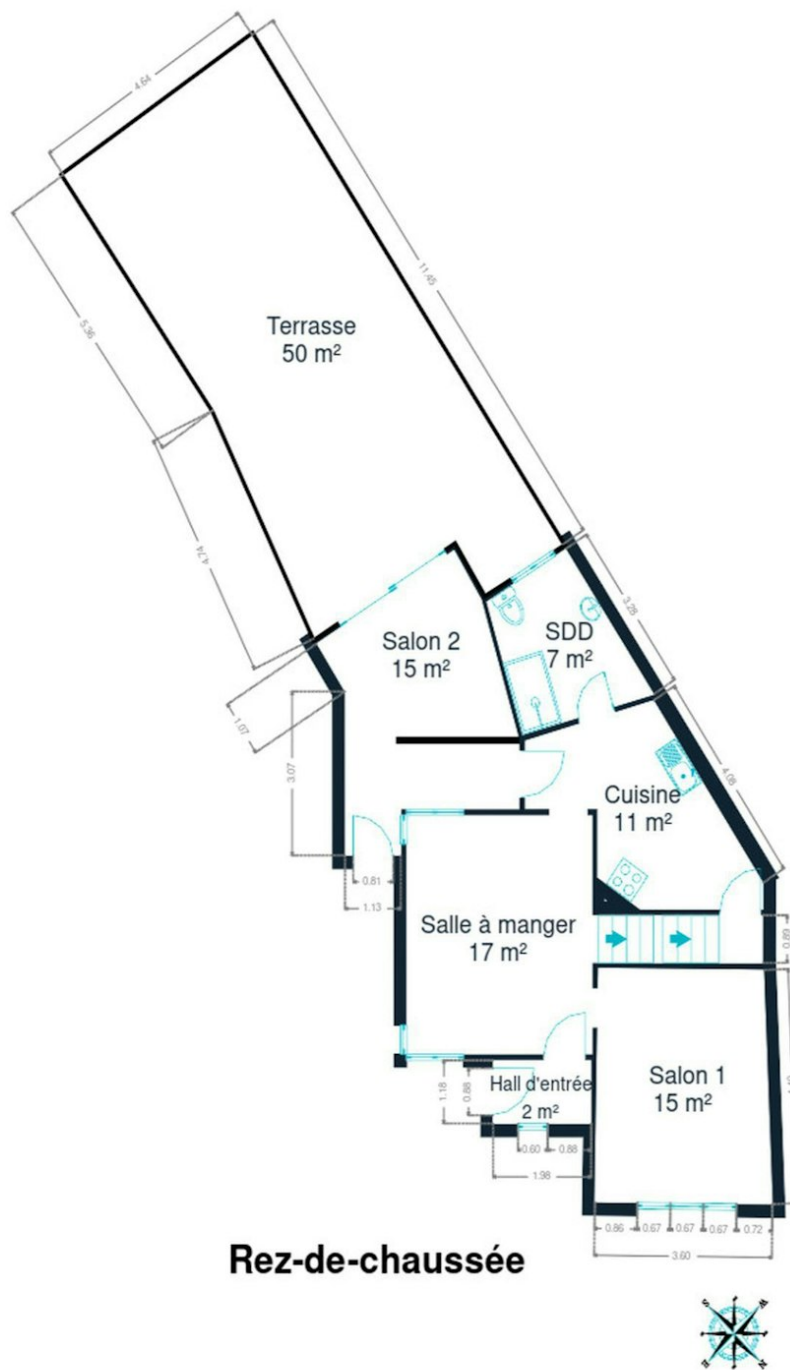 4.64
11.45
5.36
Terrasse
50 m²
4.74
3.28
SDD
7 m²
Salon 2
15 m²
1.07
3.07
4.08
Cuisine
11 m²
0.81
1.13
Salle à manger
17 m²
0.89
Salon 1
15 m²
Hall d'entrée
2 m²
1.18
0.88
0.60
0.88
1.98
0.86
0.67
0.67
0.67
0.72
3.60
Rez-de-chaussée